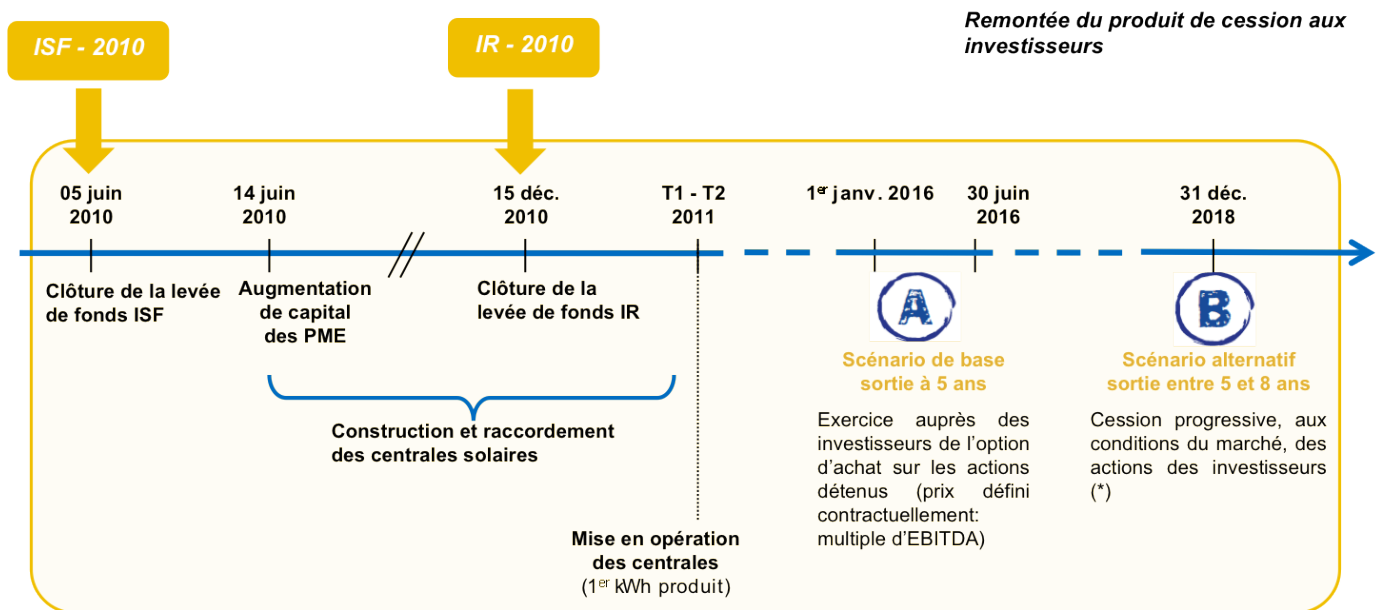 Remontée du produit de cession aux
investisseurs
ISF - 2010
IR - 2010
05 juin
2010
14 juin
2010
15 déc.
2010
T1 - T2
2011
1er janv. 2016
30 juin
2016
31 déc.
2018
Clôture de la levée
de fonds ISF
Augmentation
de capital
des PME
Clôture de la
levée de fonds IR
A
B
Scénario de base
sortie à 5 ans
Scénario alternatif
sortie entre 5 et 8 ans
Construction et raccordement
des centrales solaires
Exercice auprès des
investisseurs de l'option
d'achat sur les actions
détenus (prix défini
contractuellement:
multiple d'EBITDA)
Cession progressive, aux
conditions du marché, des
actions des investisseurs
(*)
Mise en opération
des centrales
(1er kWh produit)